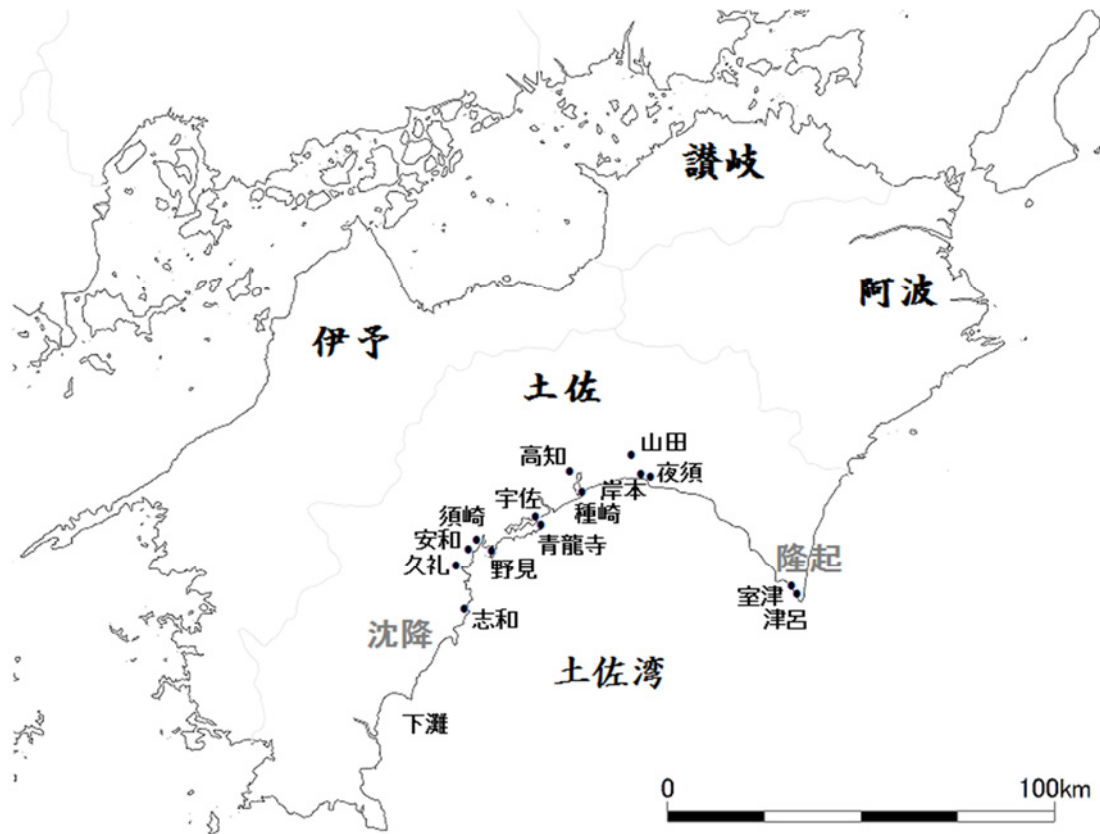 讃岐
阿波
伊予
土佐
山田
高知
夜須
岸本
宇佐
種崎
須崎
青龍寺
安和
野見
久礼
隆起
室津
津呂
志和
沈降
土佐湾
下灘
0
100km